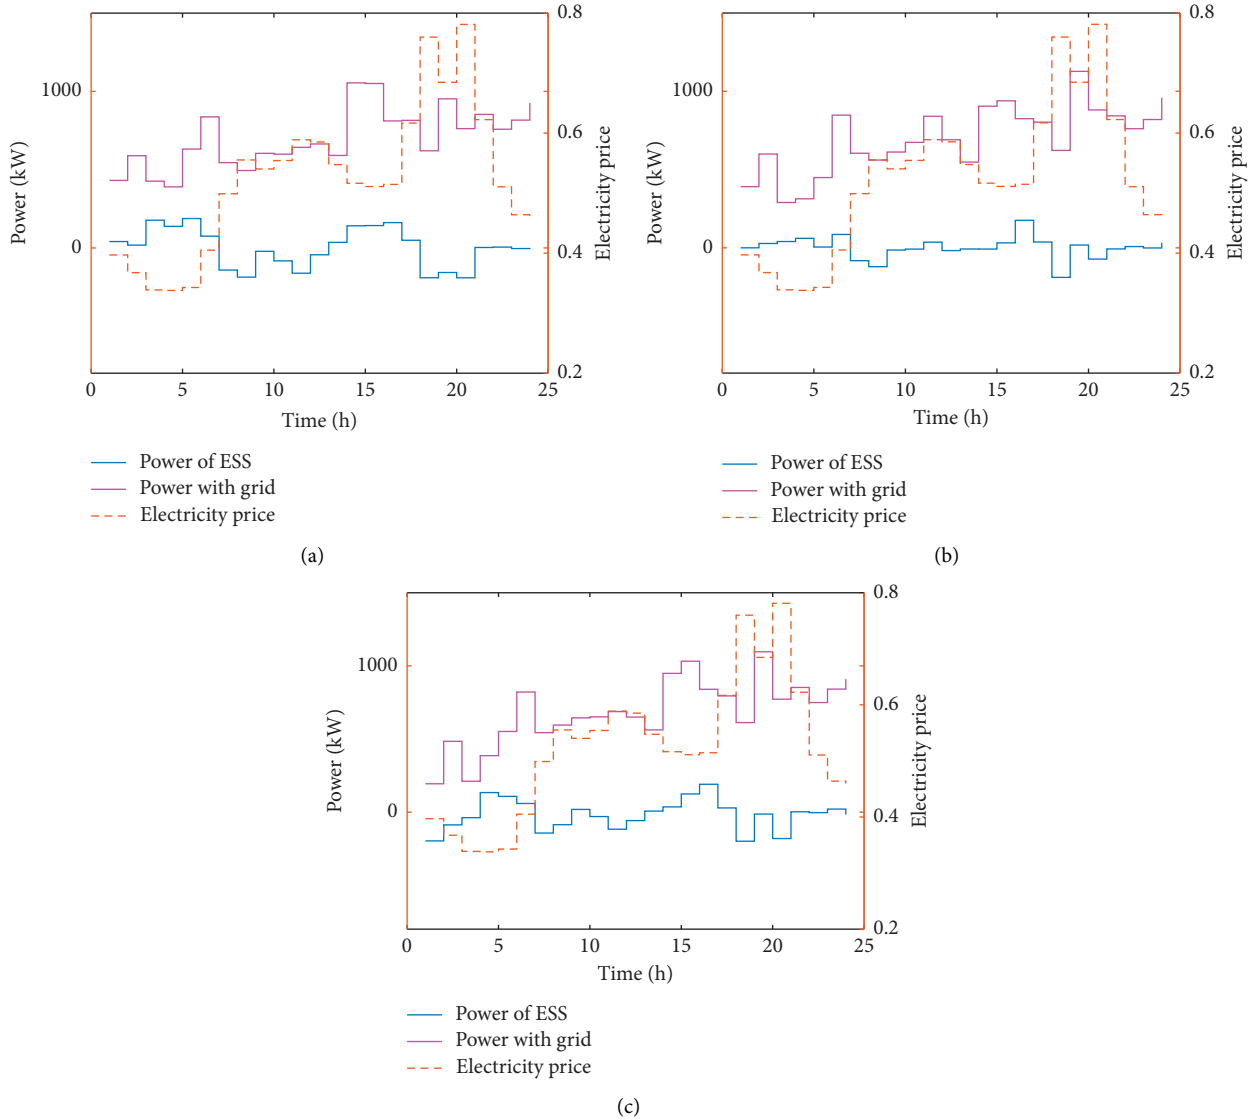 0.8
1000
0.6
Power (kW)
Electricity price
0
0.4
0.2
0 5 10 15 20 25
Time (h)
Power of ESS
Power with grid
Electricity price
(a)
0.8
1000
0.6
Power (kW)
Electricity price
0
0.4
0.2
0 5 10 15 20 25
Time (h)
Power of ESS
Power with grid
Electricity price
(b)
0.8
1000
0.6
Power (kW)
Electricity price
0
0.4
0.2
0 5 10 15 20 25
Time (h)
Power of ESS
Power with grid
Electricity price
(c)